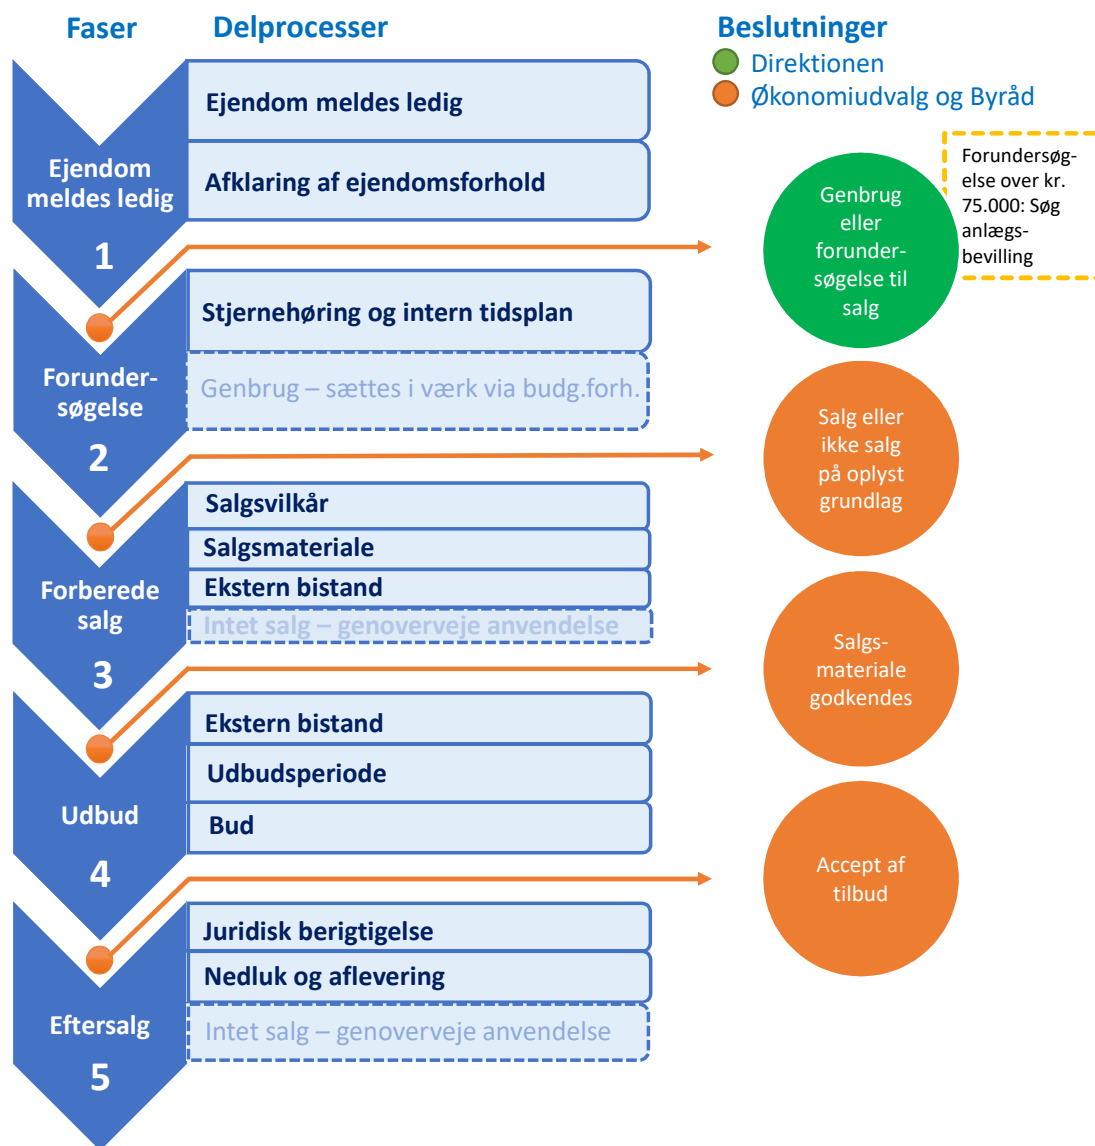 Faser
Delprocesser
Beslutninger
Direktionen
Økonomiudvalg og Byråd
Ejendom
meldes ledig
1
Ejendom meldes ledig
Afklaring af ejendomsforhold
Genbrug
eller
forunder-
søgelse til
salg
Forundersøg-
else over kr.
75.000: Søg
anlægs-
bevilling
Forunder-
søgelse
2
Stjernehøring og intern tidsplan
Genbrug – sættes i værk via budg.forh.
Salg eller
ikke salg
på oplyst
grundlag
Forberede
salg
3
Salgsvilkår
Salgsmateriale
Ekstern bistand
Intet salg – genoverveje anvendelse
Salgs-
materiale
godkendes
Udbud
4
Ekstern bistand
Udbudsperiode
Bud
Accept af
tilbud
Eftersalg
5
Juridisk berigtigelse
Nedluk og aflevering
Intet salg – genoverveje anvendelse